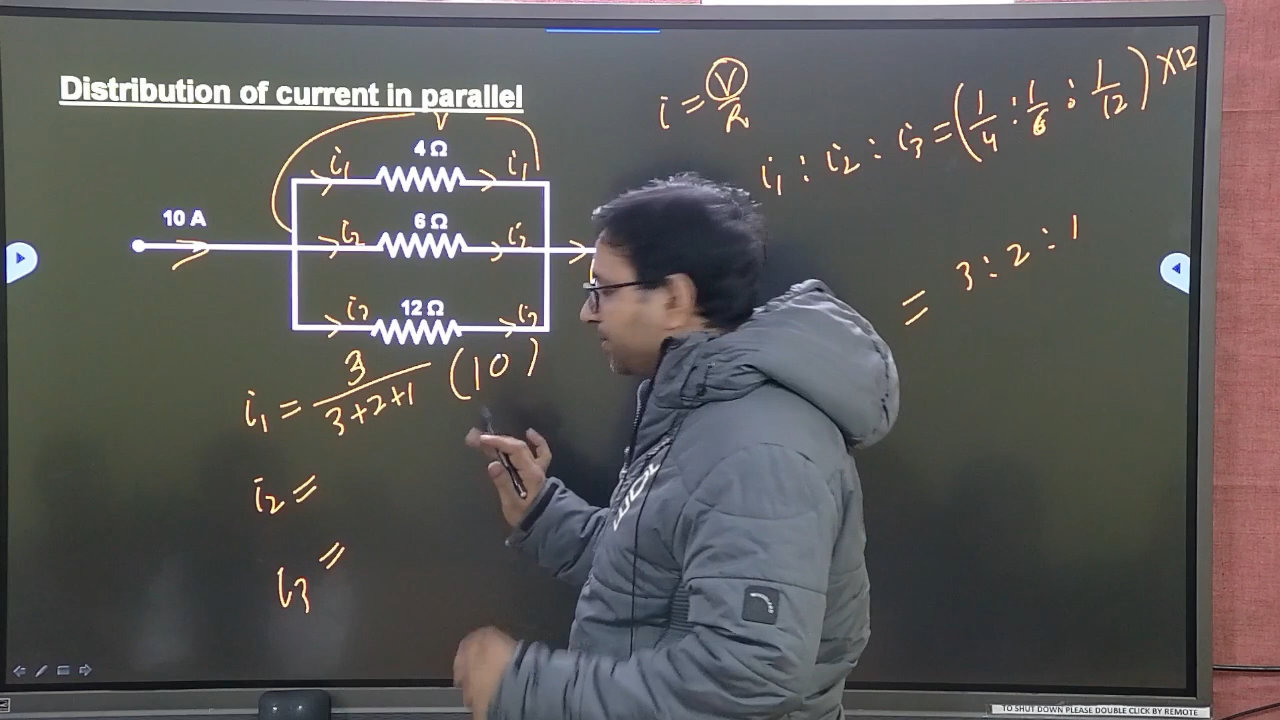 Distribution of current in parallel
i = V/R
i₁ : i₂ : i₃ = (1/4 : 1/6 : 1/12) × 12
= 3 : 2 : 1
V
4 Ω
i₁ i₁
10 A
6 Ω
i₂ i₂
12 Ω
i₃ i₃
i₁ = 3/(3+2+1) (10)
i₂ =
i₃ =
TO SHUT DOWN PLEASE DOUBLE CLICK BY REMOTE